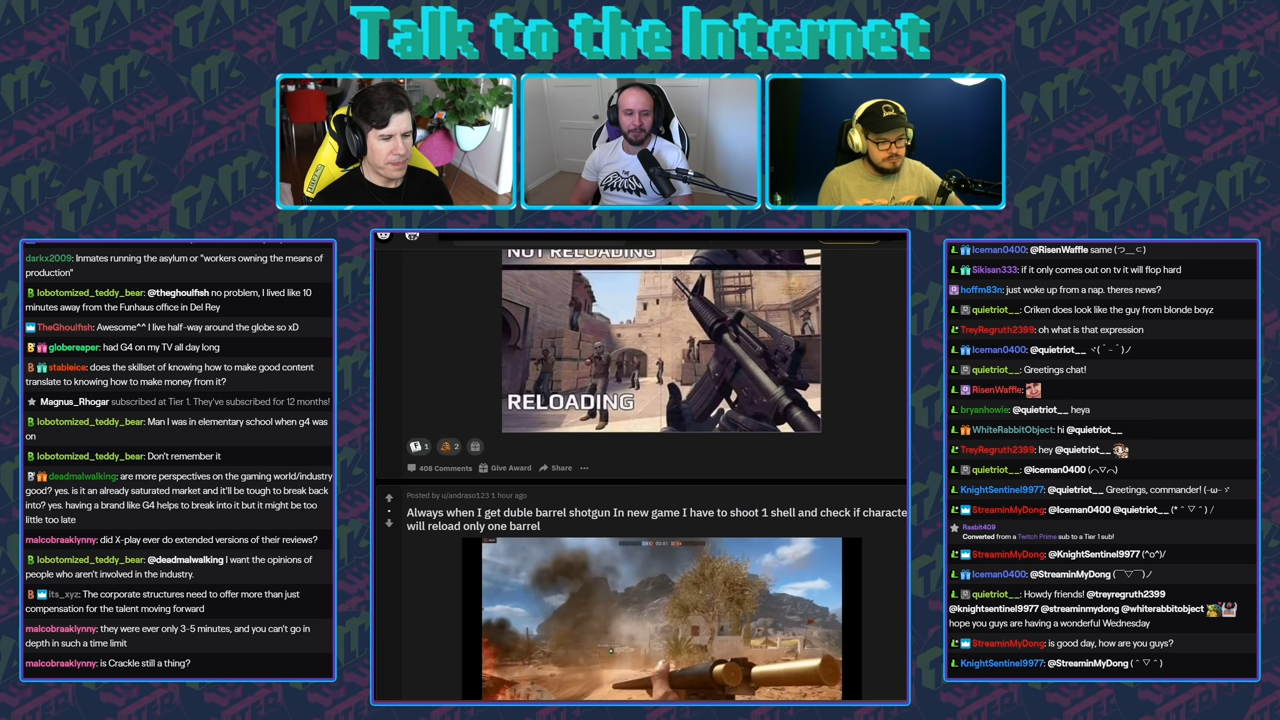 Talk to the Internet
darkx2009: Inmates running the asylum or "workers owning the means of
production"
lobotomized_teddy_bear: @theghoulfish no problem, I lived like 10
minutes away from the Funhaus office in Del Rey
TheGhoulfish: Awesome^^ I live half-way around the globe so xD
globereaper: had G4 on my TV all day long
stableice: does the skillset of knowing how to make good content
translate to knowing how to make money from it?
Magnus_Rhogar subscribed at Tier 1. They've subscribed for 12 months!
lobotomized_teddy_bear: Man I was in elementary school when g4 was
on
lobotomized_teddy_bear: Don't remember it
deadmalwalking: are more perspectives on the gaming world/industry
good? yes. is it an already saturated market and it'll be tough to break back
into? yes. having a brand like G4 helps to break into it but it might be too
little too late
malcobraaklynny: did X-play ever do extended versions of their reviews?
lobotomized_teddy_bear: @deadmalwalking I want the opinions of
people who aren't involved in the industry.
its_xyz: The corporate structures need to offer more than just
compensation for the talent moving forward
malcobraaklynny: they were ever only 3-5 minutes, and you can't go in
depth in such a time limit
malcobraaklynny: is Crackle still a thing?
NOT RELOADING
RELOADING
1
2
408 Comments Give Award Share
Posted by u/andraso123 1 hour ago
Always when I get duble barrel shotgun In new game I have to shoot 1 shell and check if characte
will reload only one barrel
Iceman0400: @RisenWaffle same (つ__⊂)
Sikisan333: if it only comes out on tv it will flop hard
hoffm83n: just woke up from a nap. theres news?
quietriot__: Criken does look like the guy from blonde boyz
TreyRegruth2399: oh what is that expression
Iceman0400: @quietriot__ ヾ(＾-＾)ノ
quietriot__: Greetings chat!
RisenWaffle:
bryanhowie: @quietriot__ heya
WhiteRabbitObject: hi @quietriot__
TreyRegruth2399: hey @quietriot__
quietriot__: @iceman0400 (⌒▽⌒)
KnightSentinel9977: @quietriot__ Greetings, commander! (-ω-ゞ
StreaminMyDong: @Iceman0400 @quietriot__ (*＾▽＾)/
Raabit409
Converted from a Twitch Prime sub to a Tier 1 sub!
StreaminMyDong: @KnightSentinel9977 (^o^)/
Iceman0400: @StreaminMyDong (￣▽￣)ノ
quietriot__: Howdy friends! @treyregruth2399
@knightsentinel9977 @streaminmydong @whiterabbitobject
hope you guys are having a wonderful Wednesday
StreaminMyDong: is good day, how are you guys?
KnightSentinel9977: @StreaminMyDong (＾▽＾)